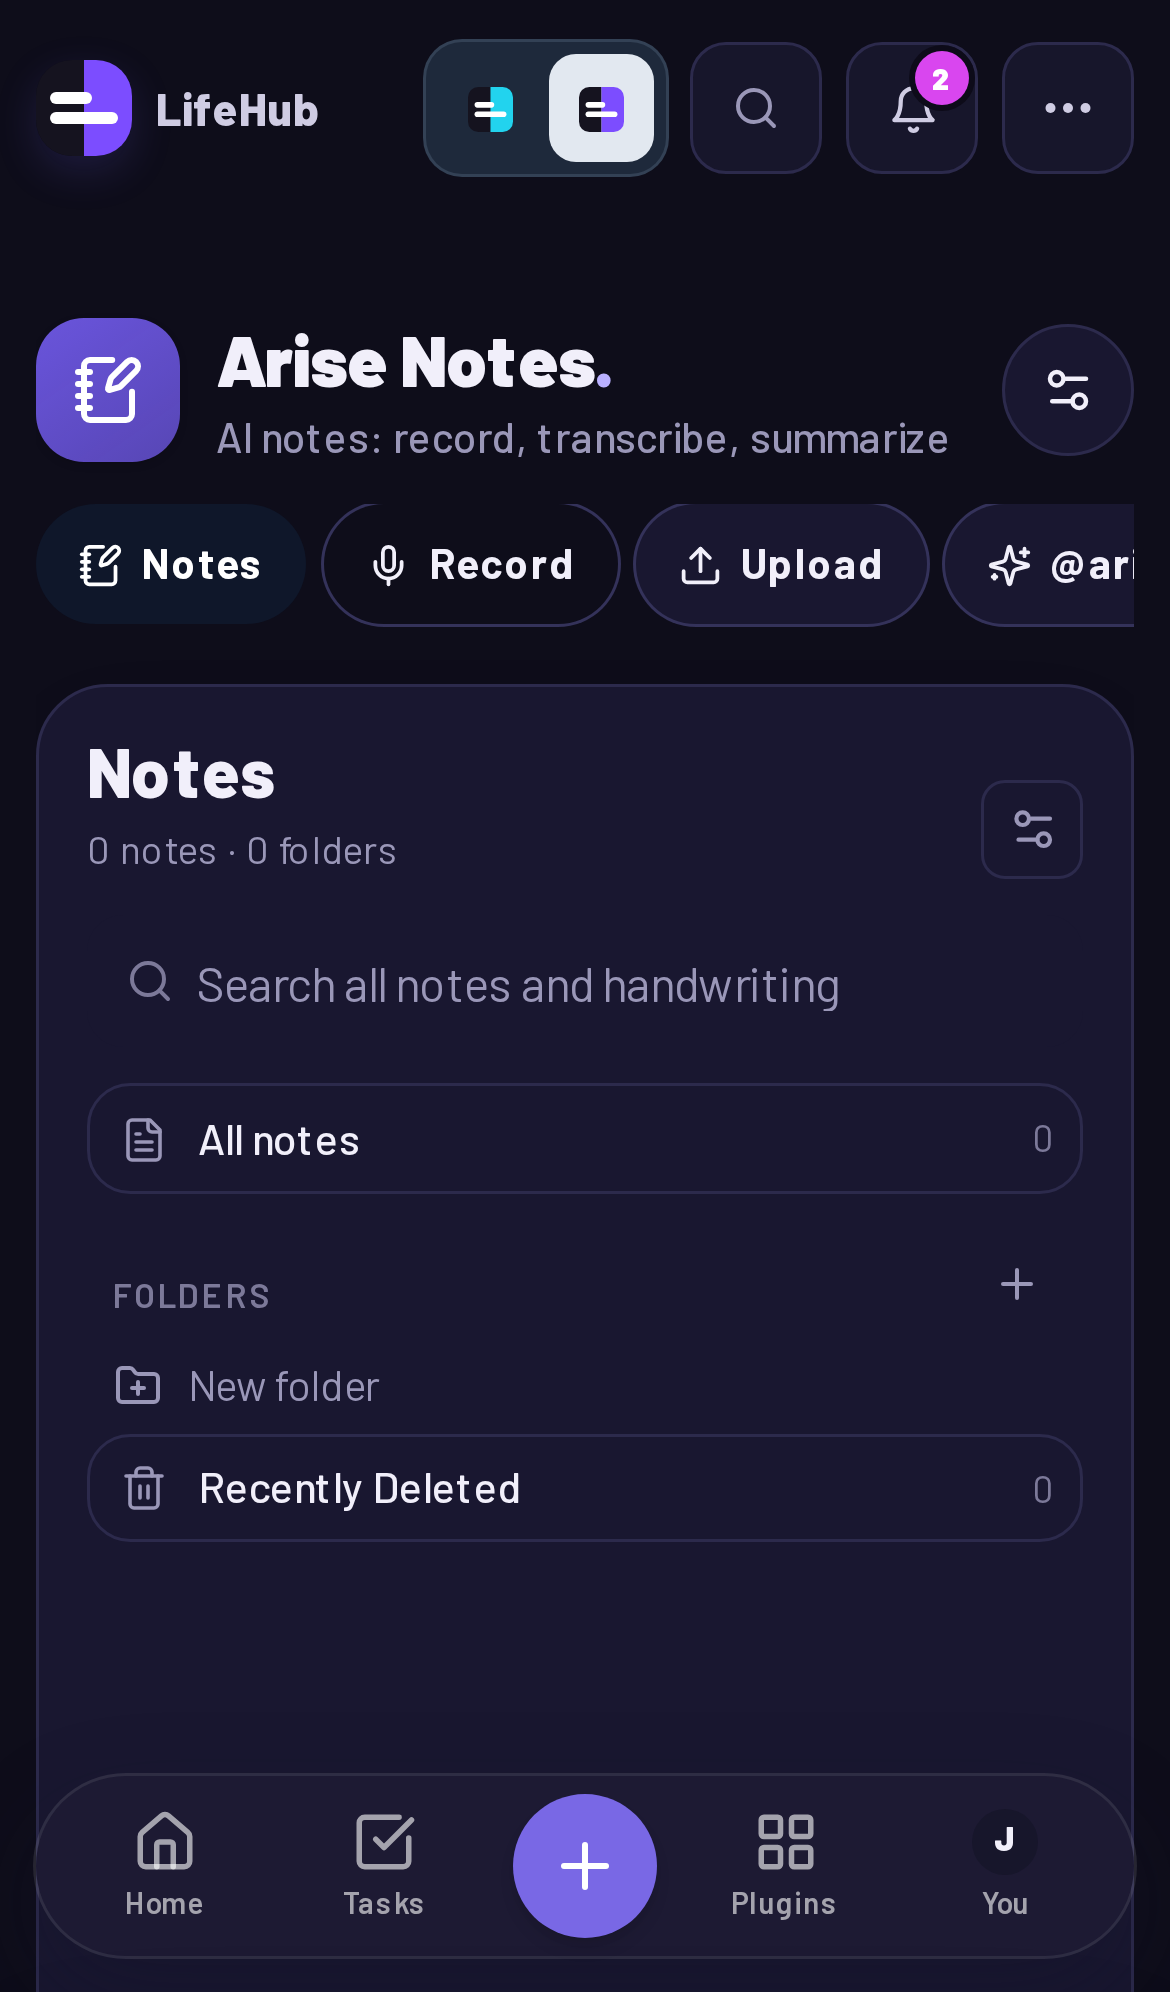 LifeHub
2
Arise Notes.
AI notes: record, transcribe, summarize
Notes
Record
Upload
@ari
Notes
0 notes · 0 folders
Search all notes and handwriting
All notes
0
FOLDERS
New folder
Recently Deleted
0
Home
Tasks
Plugins
J
You